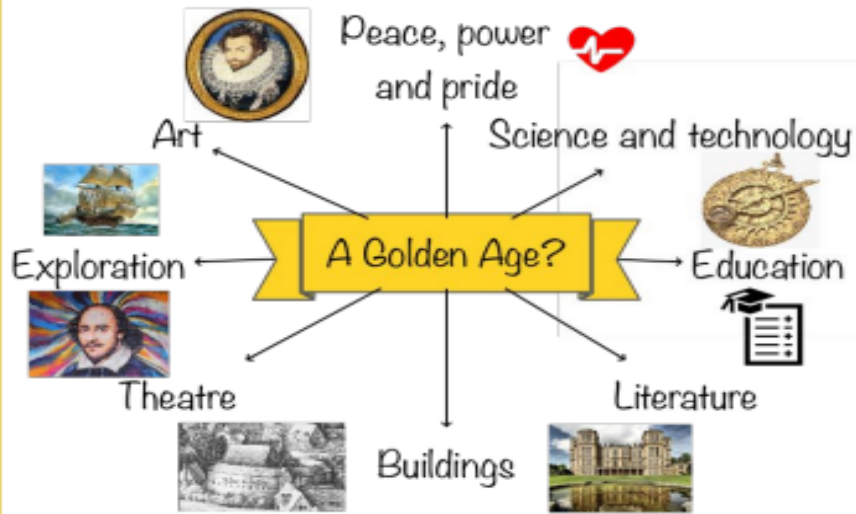 Peace, power
and pride
Art
Science and technology
A Golden Age?
Exploration
Education
Theatre
Literature
Buildings